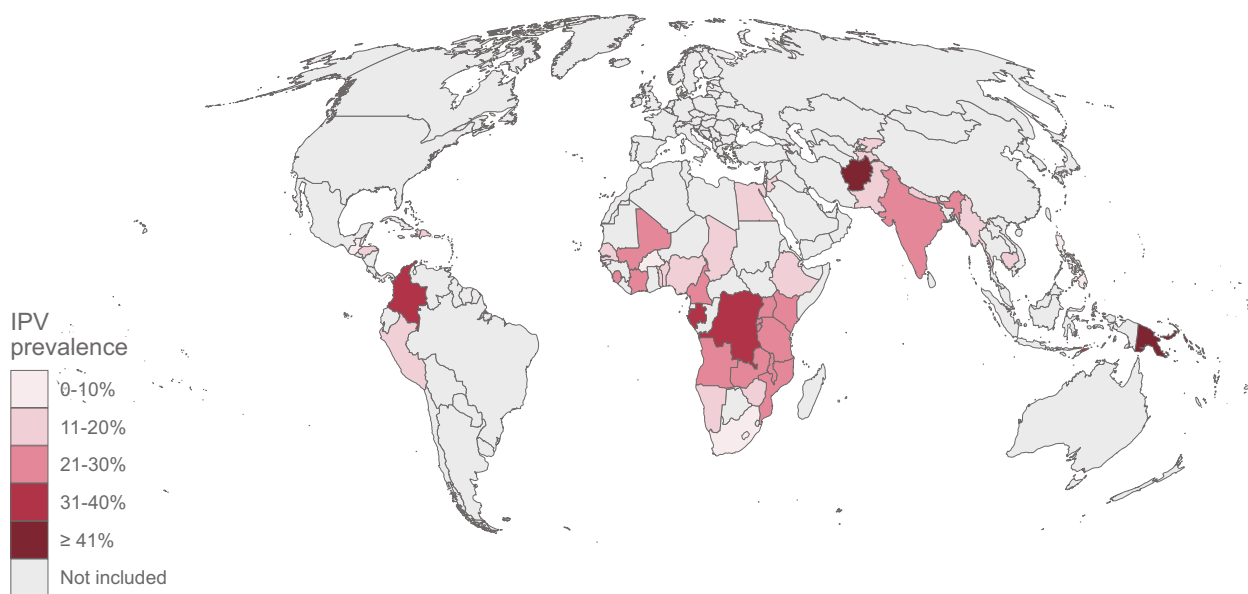 IPV
prevalence
0-10%
11-20%
21-30%
31-40%
≥ 41%
Not included